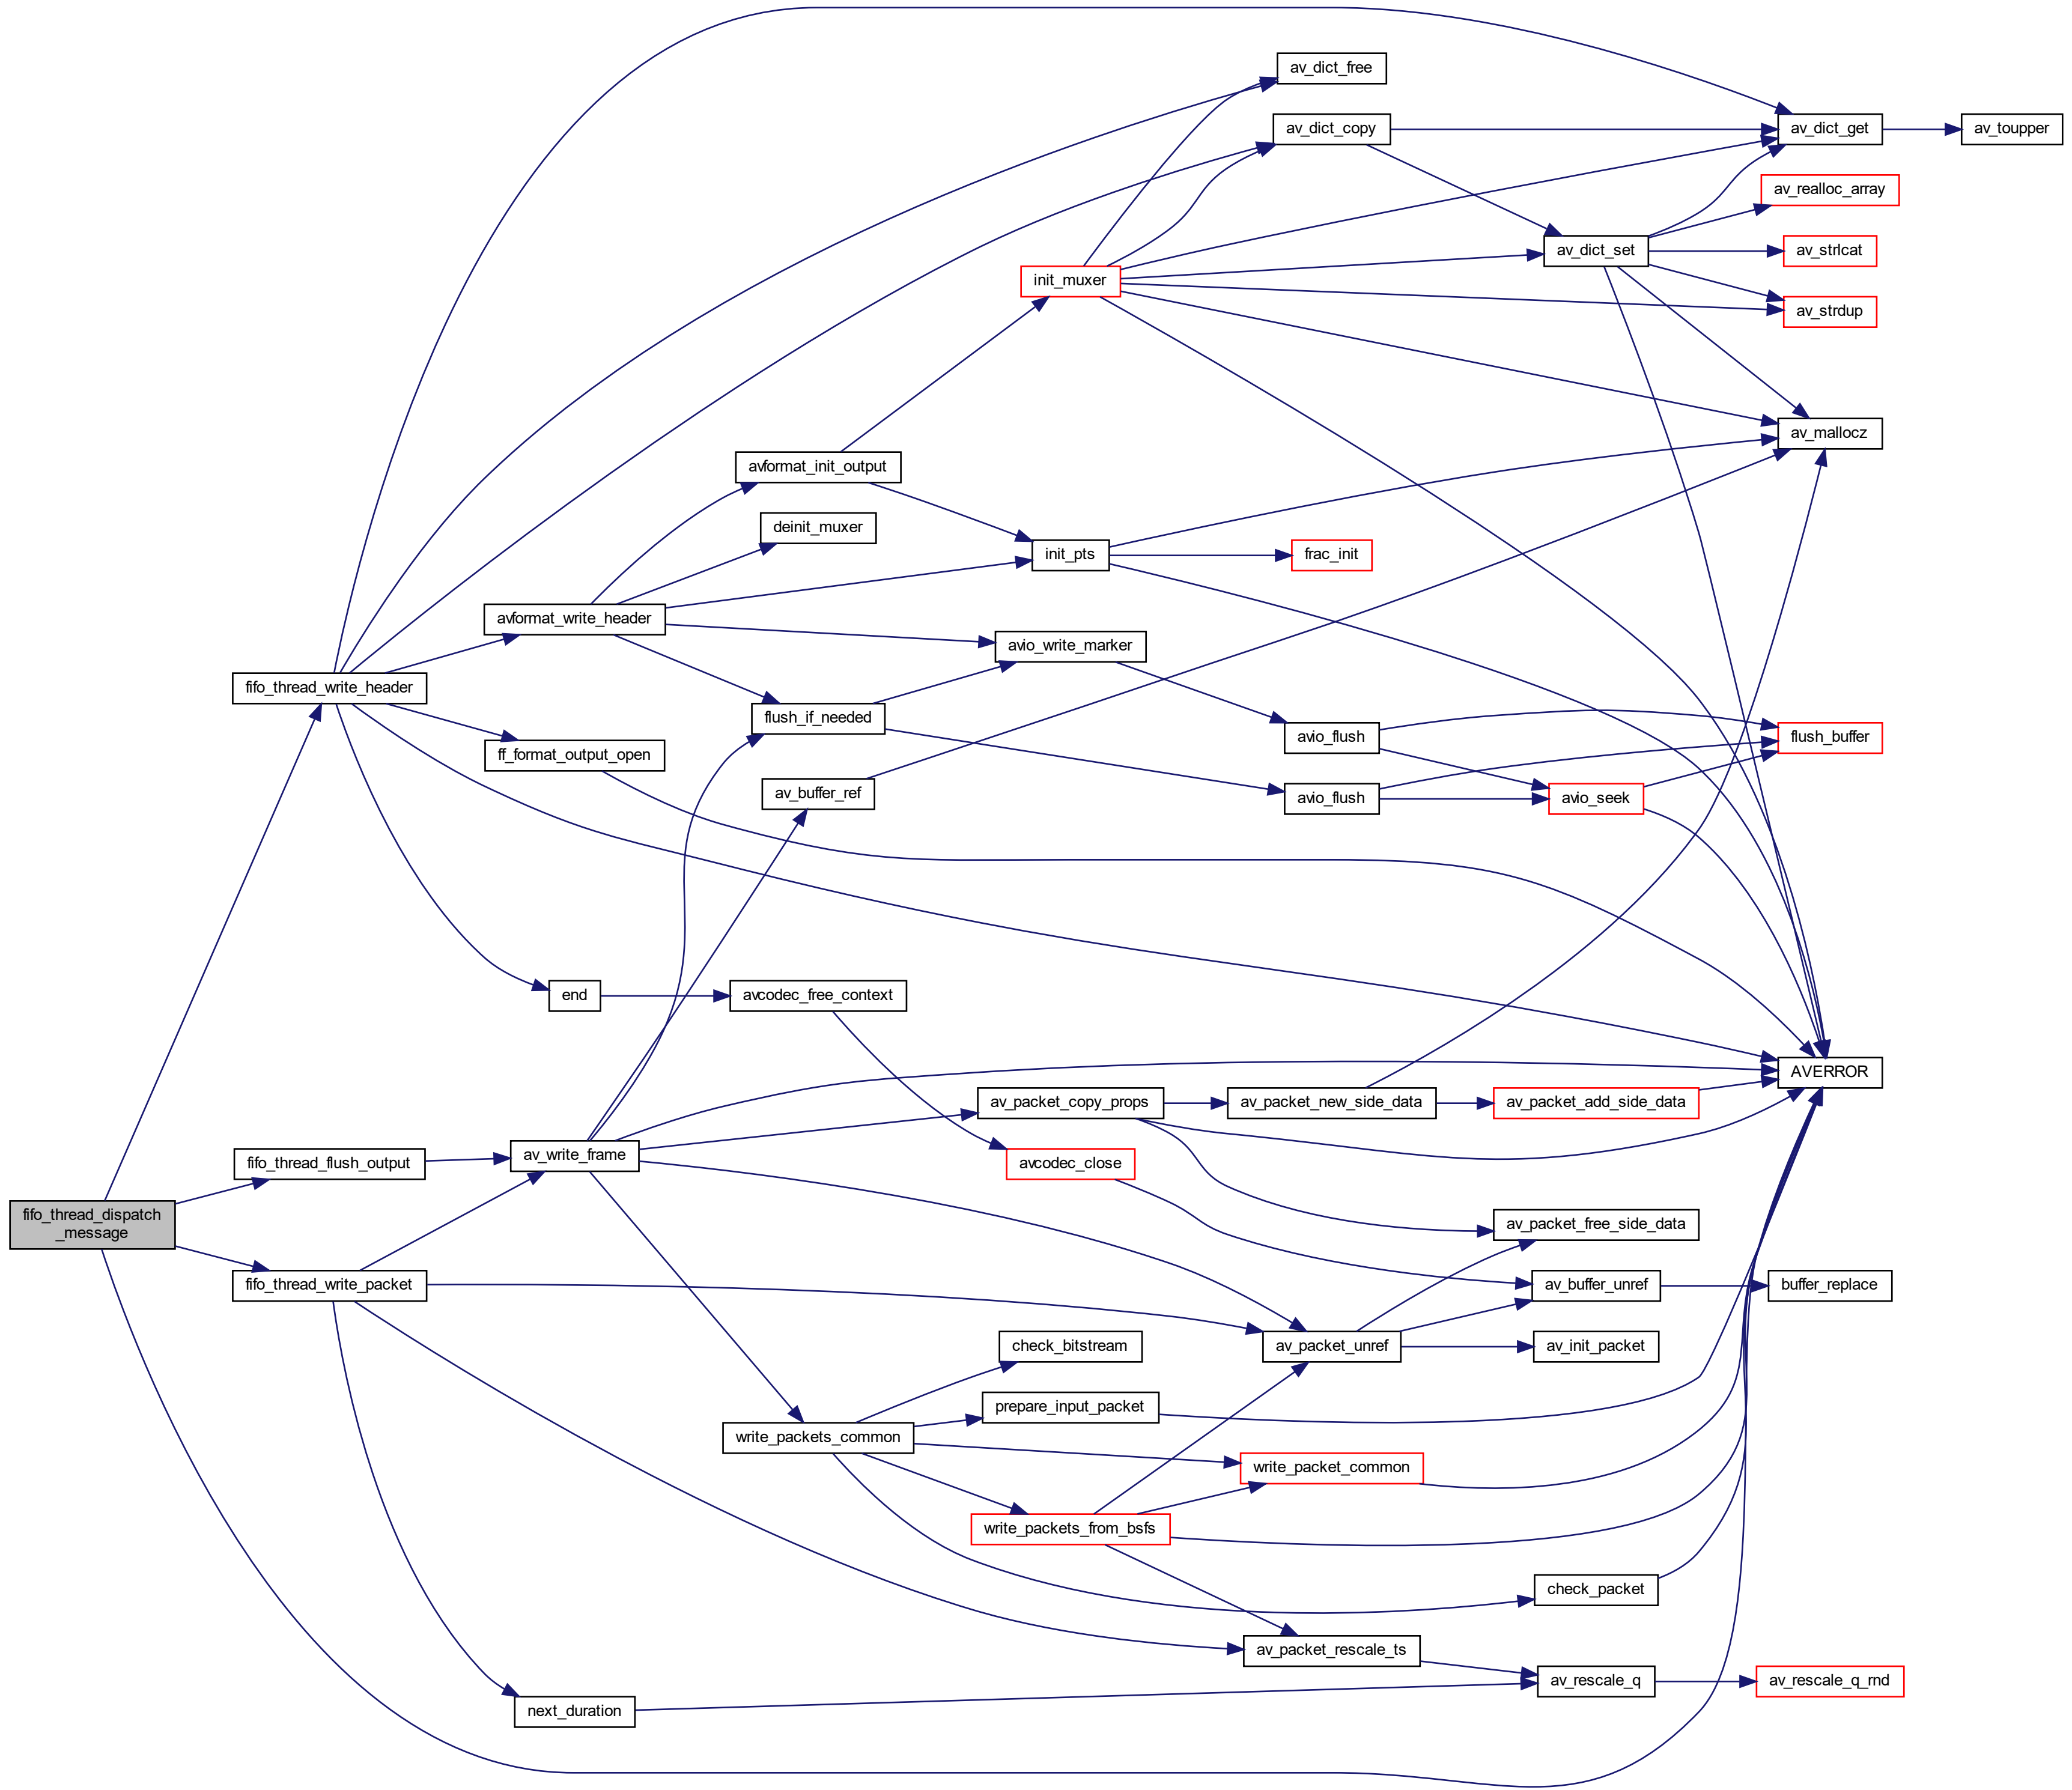 av_dict_free
av_dict_copy
av_dict_get
av_toupper
av_realloc_array
av_dict_set
av_strlcat
init_muxer
av_strdup
av_mallocz
avformat_init_output
deinit_muxer
init_pts
frac_init
avformat_write_header
avio_write_marker
fifo_thread_write_header
flush_if_needed
avio_flush
flush_buffer
ff_format_output_open
av_buffer_ref
avio_flush
avio_seek
end
avcodec_free_context
AVERROR
av_packet_copy_props
av_packet_new_side_data
av_packet_add_side_data
av_write_frame
fifo_thread_flush_output
avcodec_close
fifo_thread_dispatch
_message
av_packet_free_side_data
fifo_thread_write_packet
av_buffer_unref
buffer_replace
check_bitstream
av_packet_unref
av_init_packet
prepare_input_packet
write_packets_common
write_packet_common
write_packets_from_bsfs
check_packet
av_packet_rescale_ts
av_rescale_q
av_rescale_q_rnd
next_duration